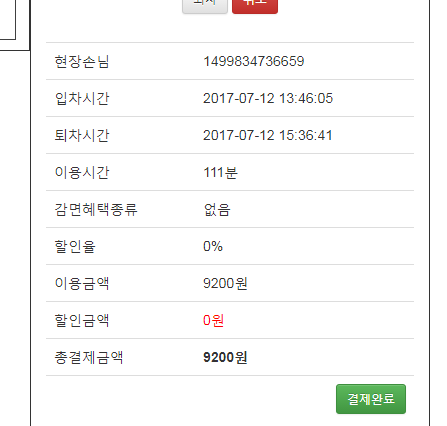 현장손님 1499834736659
입차시간 2017-07-12 13:46:05
퇴차시간 2017-07-12 15:36:41
이용시간 111분
감면혜택종류 없음
할인율 0%
이용금액 9200원
할인금액 0원
총결제금액 9200원
결제완료